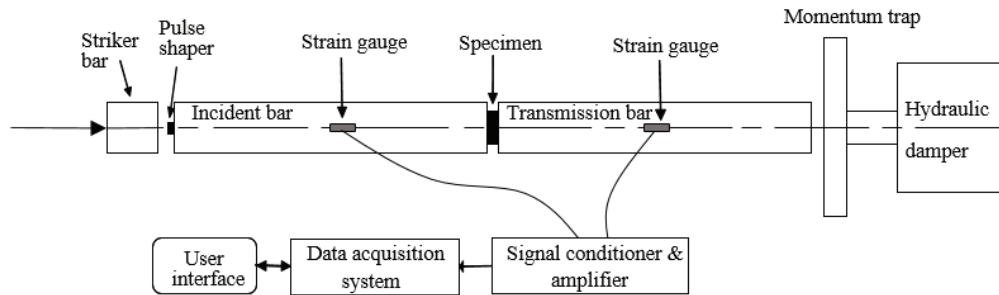 Momentum trap
Striker
bar
Pulse
shaper
Strain gauge
Specimen
Strain gauge
Incident bar
Transmission bar
Hydraulic
damper
User
interface
Data acquisition
system
Signal conditioner &
amplifier